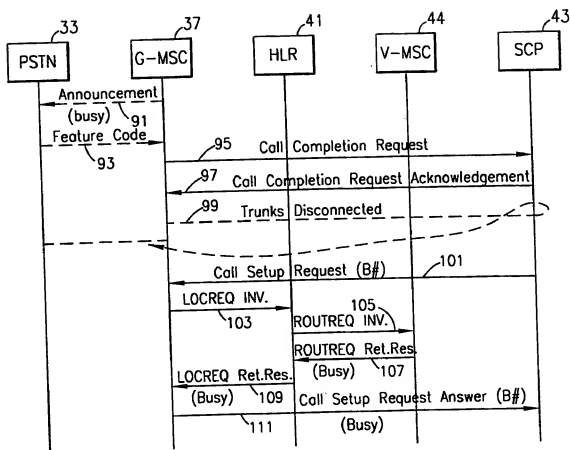 33
37
41
44
43
PSTN
G-MSC
HLR
V-MSC
SCP
Announcement
(busy)
91
Feature Code
93
95
Call Completion Request
97
Call Completion Request Acknowledgement
99
Trunks Disconnected
Call Setup Request (B#)
101
LOCREQ INV.
103
105
ROUTREQ INV.
ROUTREQ Ret.Res.
(Busy)
107
LOCREQ Ret.Res.
(Busy)
109
Call Setup Request Answer (B#)
111
(Busy)